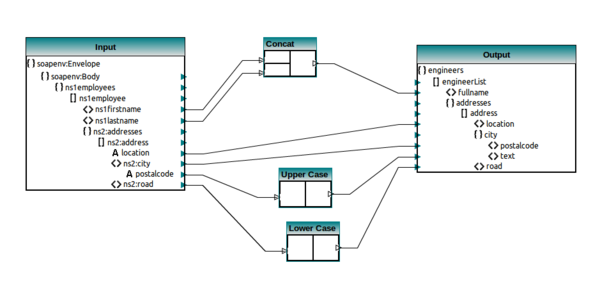 Input
{ } soapenv:Envelope
{ } soapenv:Body
{ } ns1employees
[ ] ns1employee
<> ns1firstname
<> ns1lastname
{ } ns2:addresses
[ ] ns2:address
A location
<> ns2:city
A postalcode
<> ns2:road
Concat
Upper Case
Lower Case
Output
{ } engineers
[ ] engineerList
<> fullname
{ } addresses
[ ] address
<> location
{ } city
<> postalcode
<> text
<> road